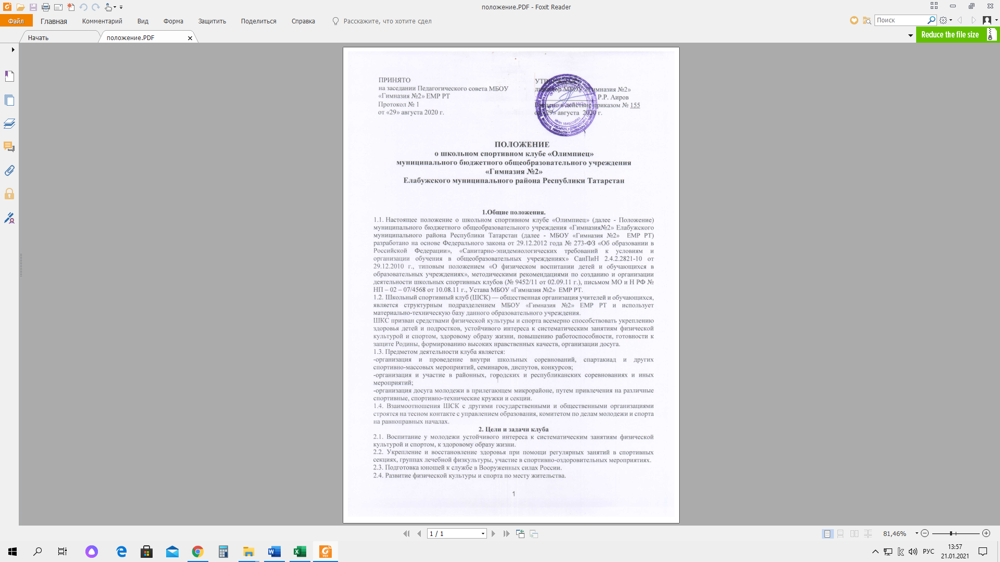 положение.PDF - Foxit Reader
Файл Главная Комментарий Вид Форма Защитить Поделиться Справка Расскажите, что хотите сдел Поиск
Начать положение.PDF Reduce the file size
ПРИНЯТО
на заседании Педагогического совета МБОУ
«Гимназия №2» ЕМР РТ
Протокол № 1
от «29» августа 2020 г.
директор МБОУ «Гимназия №2»
Р.Р. Аиров
Введено в действие приказом № 155
от «29» августа 2020 г.
ПОЛОЖЕНИЕ
о школьном спортивном клубе «Олимпиец»
муниципального бюджетного общеобразовательного учреждения
«Гимназия №2»
Елабужского муниципального района Республики Татарстан
1.Общие положения.
1.1. Настоящее положение о школьном спортивном клубе «Олимпиец» (далее - Положение)
муниципального бюджетного общеобразовательного учреждения «Гимназия№2» Елабужского
муниципального района Республики Татарстан (далее - МБОУ «Гимназия №2» ЕМР РТ)
разработано на основе Федерального закона от 29.12.2012 года № 273-ФЗ «Об образовании в
Российской Федерации», «Санитарно-эпидемиологических требований к условиям и
организации обучения в общеобразовательных учреждениях» СанПиН 2.4.2.2821-10 от
29.12.2010 г., типовым положением «О физическом воспитании детей и обучающихся в
образовательных учреждениях», методическими рекомендациями по созданию и организации
деятельности школьных спортивных клубов (№ 9452/11 от 02.09.11 г.), письмом МО и Н РФ №
НП – 02 – 07/4568 от 10.08.11 г., Устава МБОУ «Гимназия №2» ЕМР РТ.
1.2. Школьный спортивный клуб (ШСК) — общественная организация учителей и обучающихся,
является структурным подразделением МБОУ «Гимназия №2» ЕМР РТ и использует
материально-техническую базу данного образовательного учреждения.
ШКС призван средствами физической культуры и спорта всемерно способствовать укреплению
здоровья детей и подростков, устойчивого интереса к систематическим занятиям физической
культурой и спортом, здоровому образу жизни, повышению работоспособности, готовности к
защите Родины, формированию высоких нравственных качеств, организации досуга.
1.3. Предметом деятельности клуба является:
-организация и проведение внутри школьных соревнований, спартакиад и других
спортивно-массовых мероприятий, семинаров, диспутов, конкурсов;
-организация и участие в районных, городских и республиканских соревнованиях и иных
мероприятий;
-организация досуга молодежи в прилегающем микрорайоне, путем привлечения на различные
спортивные, спортивно-технические кружки и секции.
1.4. Взаимоотношения ШСК с другими государственными и общественными организациями
строятся на тесном контакте с управлением образования, комитетом по делам молодежи и спорта
на равноправных началах.
2. Цели и задачи клуба
2.1. Воспитание у молодежи устойчивого интереса к систематическим занятиям физической
культурой и спортом, к здоровому образу жизни.
2.2. Укрепление и восстановление здоровья при помощи регулярных занятий в спортивных
секциях, группах лечебной физкультуры, участие в спортивно-оздоровительных мероприятиях.
2.3. Подготовка юношей к службе в Вооруженных силах России.
2.4. Развитие физической культуры и спорта по месту жительства.
1
1 / 1 81,46%
РУС 13:57
21.01.2021